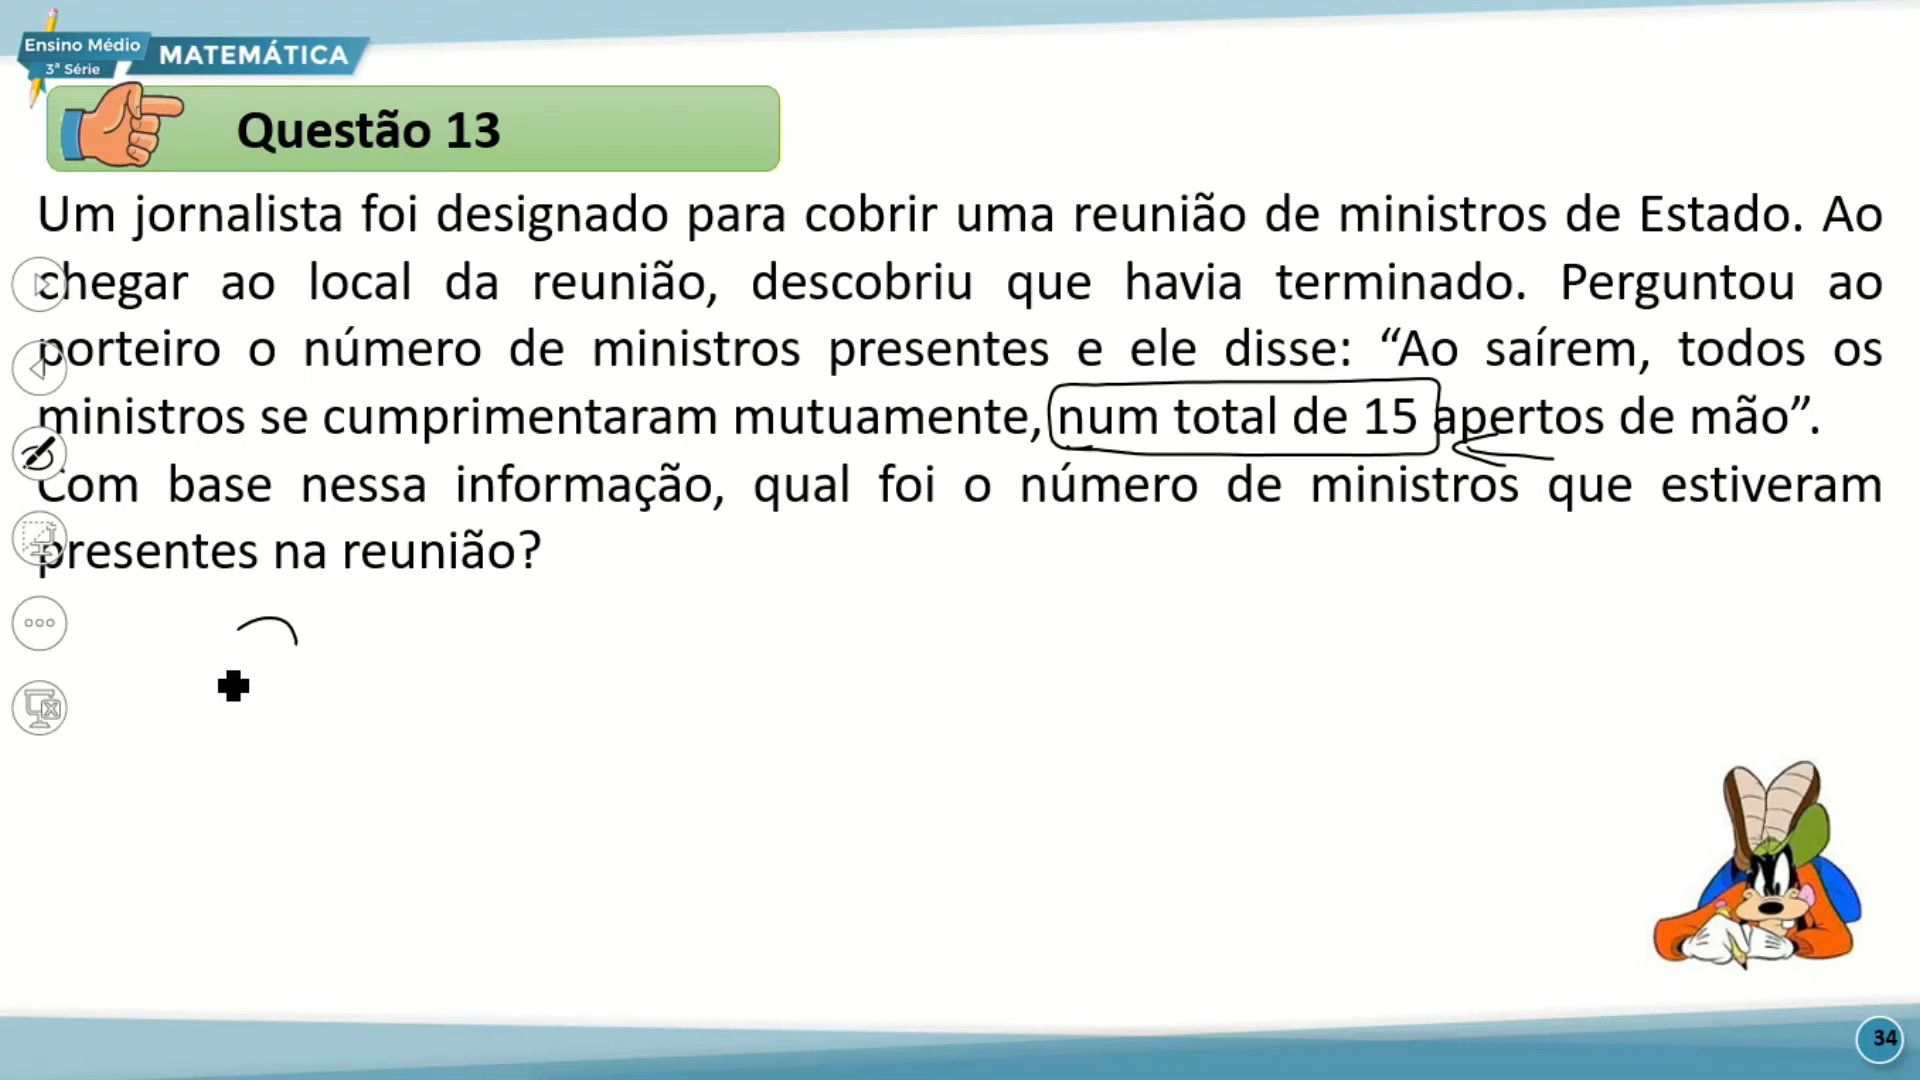 Ensino Médio
3ª Série
MATEMÁTICA
Questão 13
Um jornalista foi designado para cobrir uma reunião de ministros de Estado. Ao
chegar ao local da reunião, descobriu que havia terminado. Perguntou ao
porteiro o número de ministros presentes e ele disse: “Ao saírem, todos os
ministros se cumprimentaram mutuamente, num total de 15 apertos de mão”.
Com base nessa informação, qual foi o número de ministros que estiveram
presentes na reunião?
34